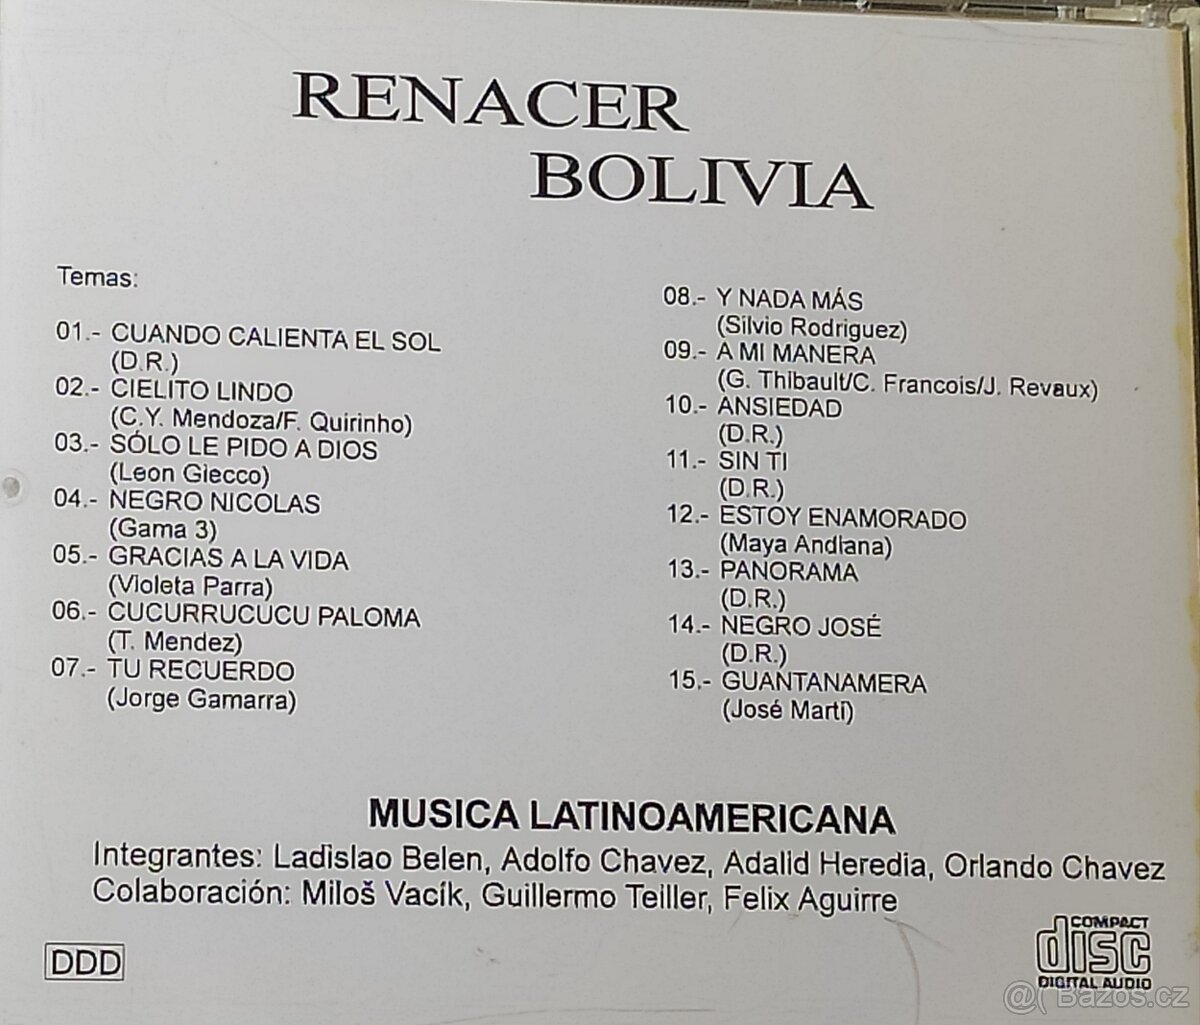 RENACER
BOLIVIA
Temas:
01.- CUANDO CALIENTA EL SOL
(D.R.)
02.- CIELITO LINDO
(C.Y. Mendoza/F. Quirinho)
03.- SÓLO LE PIDO A DIOS
(Leon Giecco)
04.- NEGRO NICOLAS
(Gama 3)
05.- GRACIAS A LA VIDA
(Violeta Parra)
06.- CUCURRUCUCU PALOMA
(T. Mendez)
07.- TU RECUERDO
(Jorge Gamarra)
08.- Y NADA MÁS
(Silvio Rodriguez)
09.- A MI MANERA
(G. Thibault/C. Francois/J. Revaux)
10.- ANSIEDAD
(D.R.)
11.- SIN TI
(D.R.)
12.- ESTOY ENAMORADO
(Maya Andiana)
13.- PANORAMA
(D.R.)
14.- NEGRO JOSÉ
(D.R.)
15.- GUANTANAMERA
(José Martí)
MUSICA LATINOAMERICANA
Integrantes: Ladislao Belen, Adolfo Chavez, Adalid Heredia, Orlando Chavez
Colaboración: Miloš Vacík, Guillermo Teiller, Felix Aguirre
DDD
COMPACT
disc
DIGITAL AUDIO
@( Bazos.cz